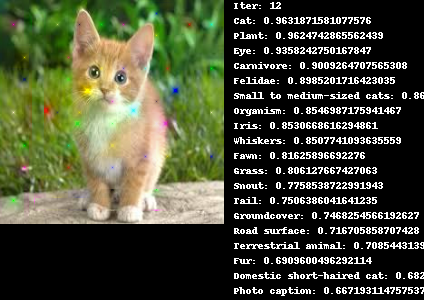 Iter: 12
Cat: 0.9631871581077576
Plant: 0.9624742865562439
Eye: 0.9358242750167847
Carnivore: 0.9009264707565308
Felidae: 0.8985201716423035
Small to medium-sized cats: 0.86
Organism: 0.8546987175941467
Iris: 0.8530668616294861
Whiskers: 0.8507741093635559
Fawn: 0.81625896692276
Grass: 0.806127667427063
Snout: 0.7758538722991943
Tail: 0.7506386041641235
Groundcover: 0.7468254566192627
Road surface: 0.716705858707428
Terrestrial animal: 0.7085443139
Fur: 0.6909600496292114
Domestic short-haired cat: 0.682
Photo caption: 0.667193114757537